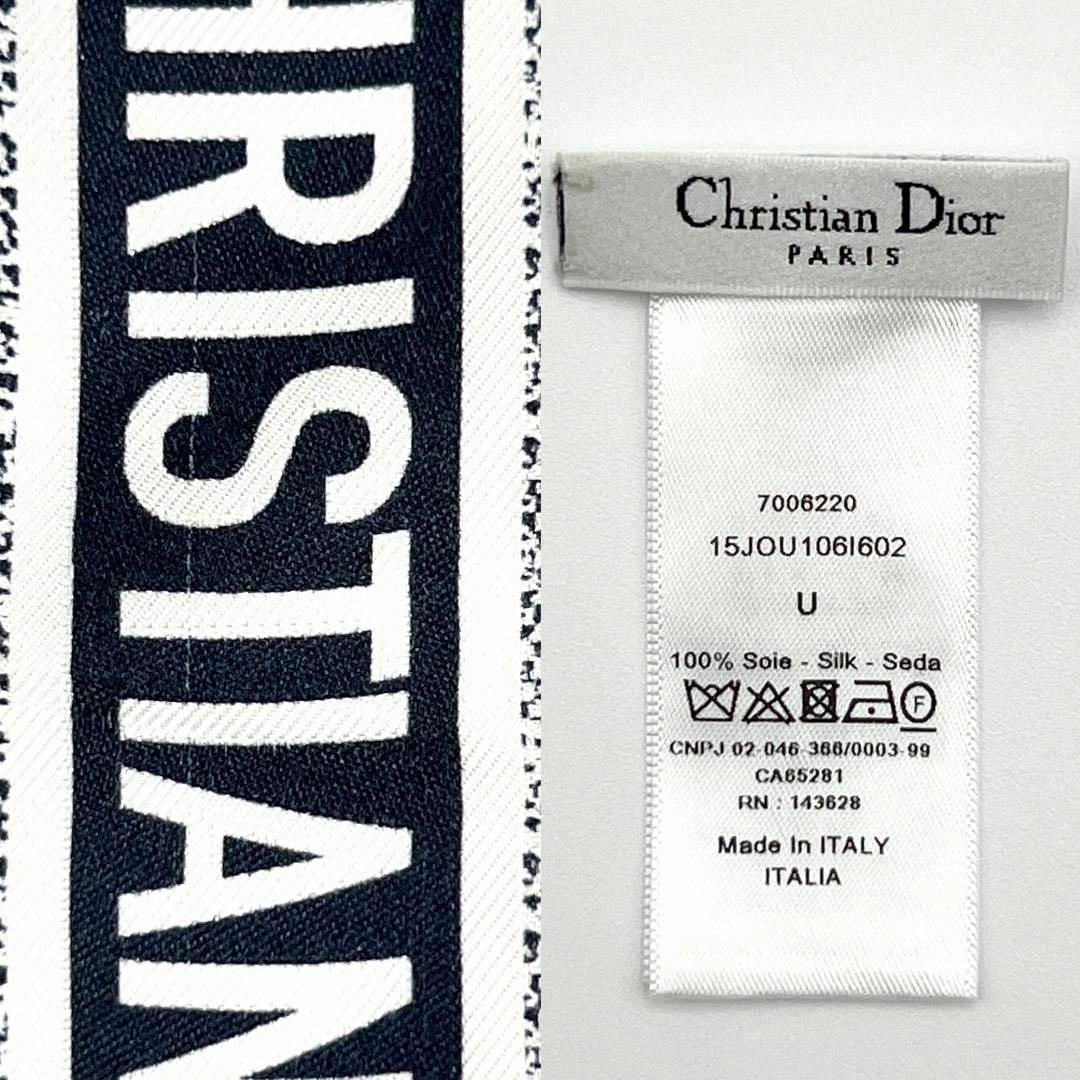 HRISTIAN
Christian Dior
PARIS
7006220
15JOU106I602
U
100% Soie - Silk - Seda
F
CNPJ 02-046-366/0003-99
CA65281
RN : 143628
Made In ITALY
ITALIA